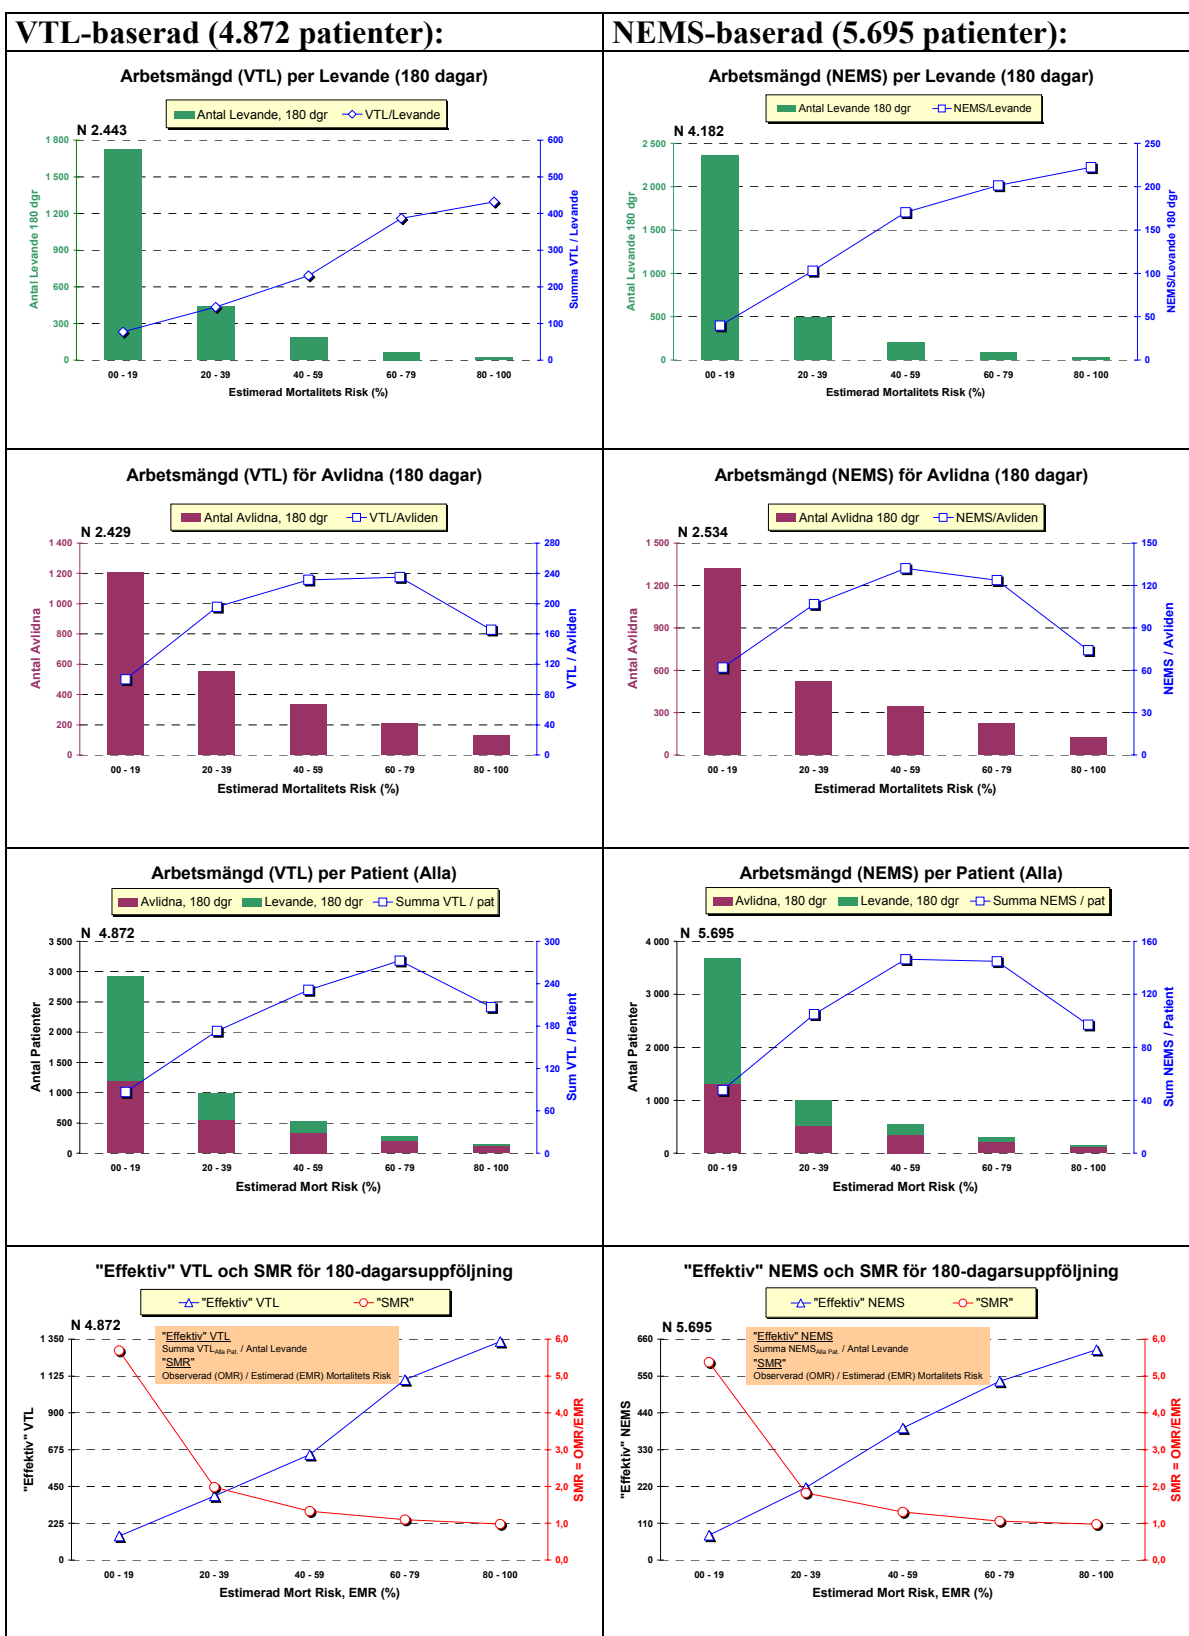 VTL-baserad (4.872 patienter):
NEMS-baserad (5.695 patienter):
Arbetsmängd (VTL) per Levande (180 dagar)
Antal Levande, 180 dgr VTL/Levande
N 2.443
1 800
1 500
1 200
900
600
300
0
Antal Levande 180 dgr
600
500
400
300
200
100
0
Summa VTL / Levande
00 - 19 20 - 39 40 - 59 60 - 79 80 - 100
Estimerad Mortalitets Risk (%)
Arbetsmängd (NEMS) per Levande (180 dagar)
Antal Levande 180 dgr NEMS/Levande
N 4.182
2 500
2 000
1 500
1 000
500
0
Antal Levande 180 dgr
250
200
150
100
50
0
NEMS/Levande 180 dgr
00 - 19 20 - 39 40 - 59 60 - 79 80 - 100
Estimerad Mortalitets Risk (%)
Arbetsmängd (VTL) för Avlidna (180 dagar)
Antal Avlidna, 180 dgr VTL/Avliden
N 2.429
1 400
1 200
1 000
800
600
400
200
0
Antal Avlidna
280
240
200
160
120
80
40
0
VTL / Avliden
00 - 19 20 - 39 40 - 59 60 - 79 80 - 100
Estimerad Mortalitets Risk (%)
Arbetsmängd (NEMS) för Avlidna (180 dagar)
Antal Avlidna 180 dgr NEMS/Avliden
N 2.534
1 500
1 200
900
600
300
0
Antal Avlidna
150
120
90
60
30
0
NEMS / Avliden
00 - 19 20 - 39 40 - 59 60 - 79 80 - 100
Estimerad Mortalitets Risk (%)
Arbetsmängd (VTL) per Patient (Alla)
Avlidna, 180 dgr Levande, 180 dgr Summa VTL / pat
N 4.872
3 500
3 000
2 500
2 000
1 500
1 000
500
0
Antal Patienter
300
240
180
120
60
0
Sum VTL / Patient
00 - 19 20 - 39 40 - 59 60 - 79 80 - 100
Estimerad Mort Risk (%)
Arbetsmängd (NEMS) per Patient (Alla)
Avlidna, 180 dgr Levande, 180 dgr Summa NEMS / pat
N 5.695
4 000
3 000
2 000
1 000
0
Antal Patienter
160
120
80
40
0
Sum NEMS / Patient
00 - 19 20 - 39 40 - 59 60 - 79 80 - 100
Estimerad Mort Risk (%)
"Effektiv" VTL och SMR för 180-dagarsuppföljning
"Effektiv" VTL "SMR"
N 4.872
"Effektiv" VTL
Summa VTLAlla Pat. / Antal Levande
"SMR"
Observerad (OMR) / Estimerad (EMR) Mortalitets Risk
1 350
1 125
900
675
450
225
0
"Effektiv" VTL
6,0
5,0
4,0
3,0
2,0
1,0
0,0
SMR = OMR/EMR
00 - 19 20 - 39 40 - 59 60 - 79 80 - 100
Estimerad Mort Risk, EMR (%)
"Effektiv" NEMS och SMR för 180-dagarsuppföljning
"Effektiv" NEMS "SMR"
N 5.695
"Effektiv" NEMS
Summa NEMSAlla Pat. / Antal Levande
"SMR"
Observerad (OMR) / Estimerad (EMR) Mortalitets Risk
660
550
440
330
220
110
0
"Effektiv" NEMS
6,0
5,0
4,0
3,0
2,0
1,0
0,0
SMR = OMR/EMR
00 - 19 20 - 39 40 - 59 60 - 79 80 - 100
Estimerad Mort Risk, EMR (%)